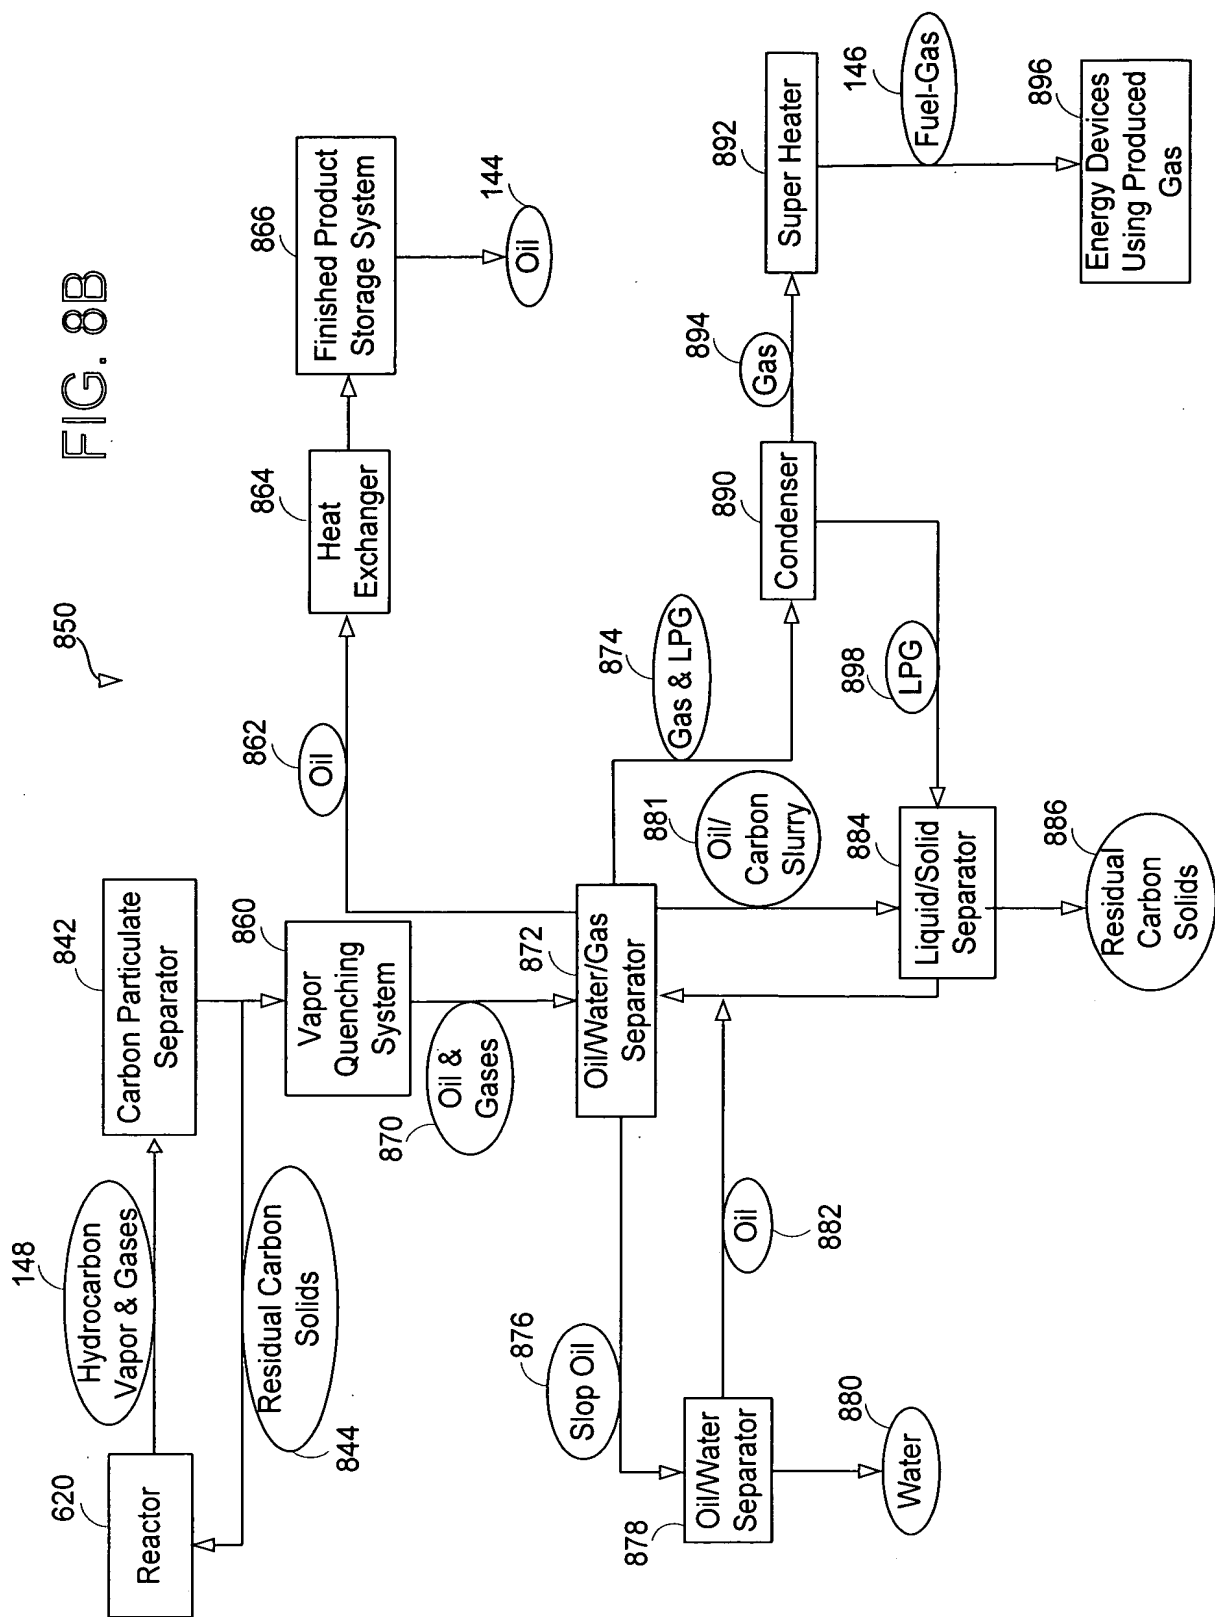 FIG. 8B
850
620
Reactor
148
Hydrocarbon
Vapor & Gases
842
Carbon Particulate
Separator
Residual Carbon
Solids
844
860
Vapor
Quenching
System
862
Oil
864
Heat
Exchanger
866
Finished Product
Storage System
144
Oil
870
Oil &
Gases
872
Oil/Water/Gas
Separator
874
Gas & LPG
876
Slop Oil
878
Oil/Water
Separator
880
Water
Oil
882
881
Oil/
Carbon
Slurry
884
Liquid/Solid
Separator
886
Residual
Carbon
Solids
890
Condenser
898
LPG
894
Gas
892
Super Heater
146
Fuel-Gas
896
Energy Devices
Using Produced
Gas